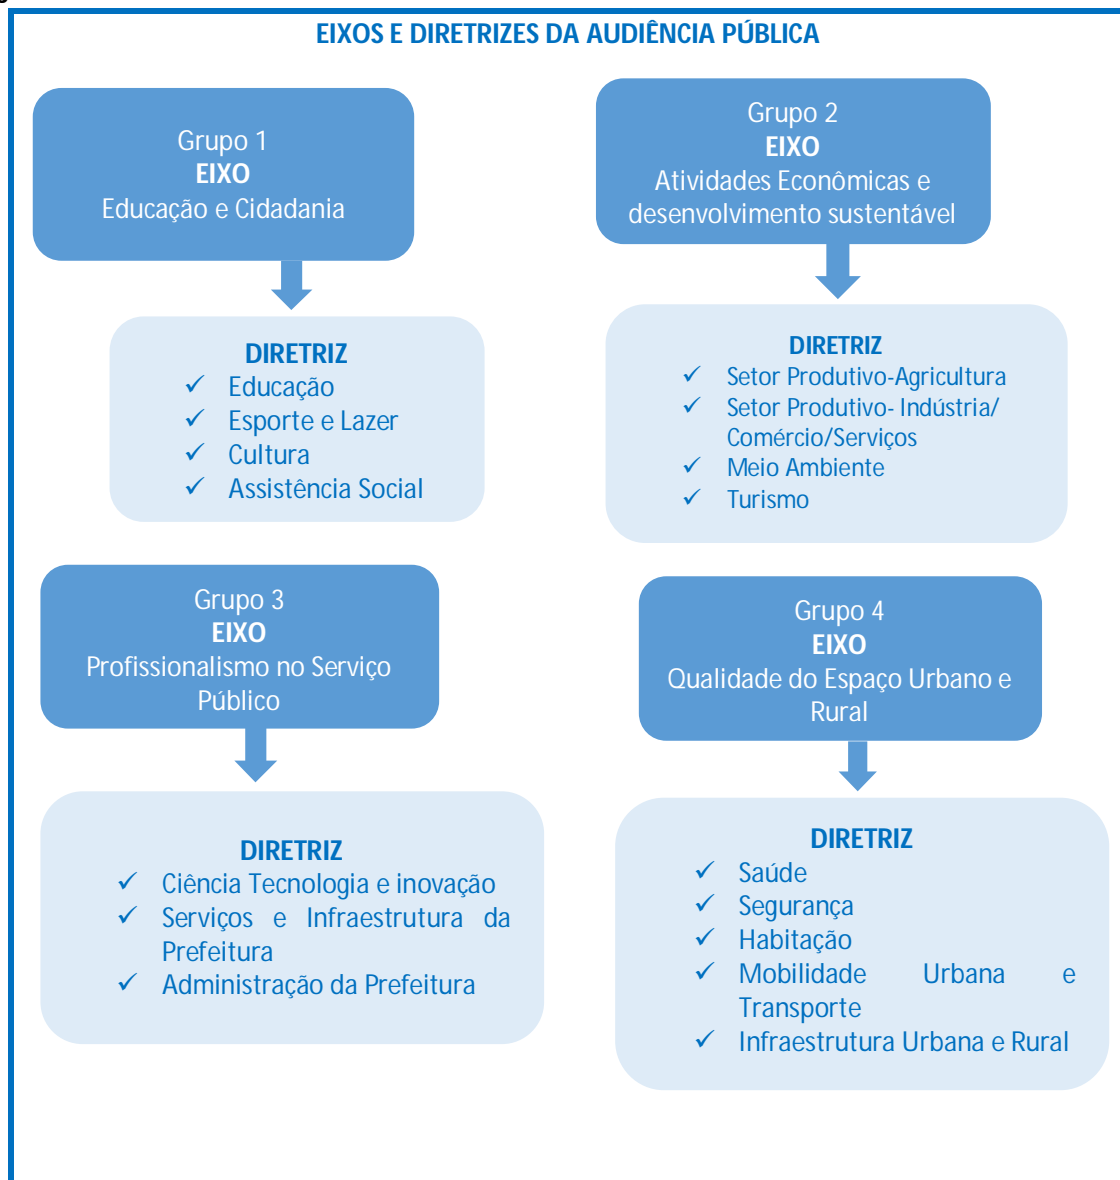 EIXOS E DIRETRIZES DA AUDIÊNCIA PÚBLICA
Grupo 1
EIXO
Educação e Cidadania
DIRETRIZ
✓ Educação
✓ Esporte e Lazer
✓ Cultura
✓ Assistência Social
Grupo 2
EIXO
Atividades Econômicas e
desenvolvimento sustentável
DIRETRIZ
✓ Setor Produtivo-Agricultura
✓ Setor Produtivo- Indústria/
Comércio/Serviços
✓ Meio Ambiente
✓ Turismo
Grupo 3
EIXO
Profissionalismo no Serviço
Público
DIRETRIZ
✓ Ciência Tecnologia e inovação
✓ Serviços e Infraestrutura da
Prefeitura
✓ Administração da Prefeitura
Grupo 4
EIXO
Qualidade do Espaço Urbano e
Rural
DIRETRIZ
✓ Saúde
✓ Segurança
✓ Habitação
✓ Mobilidade Urbana e
Transporte
✓ Infraestrutura Urbana e Rural